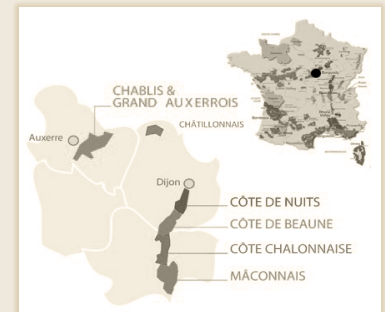 CHABLIS &
GRAND AUXERROIS
Auxerre
CHÂTILLONNAIS
Dijon
CÔTE DE NUITS
CÔTE DE BEAUNE
CÔTE CHALONNAISE
MÂCONNAIS